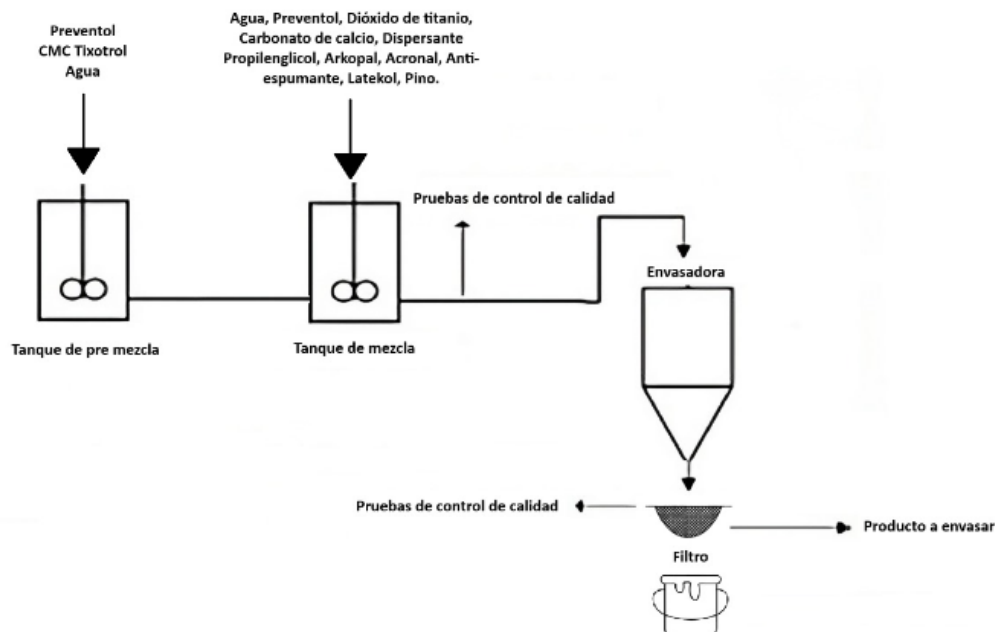 Preventol
CMC Tixotrol
Agua
Agua, Preventol, Dióxido de titanio,
Carbonato de calcio, Dispersante
Propilenglicol, Arkopal, Acronal, Anti-
espumante, Latekol, Pino.
Pruebas de control de calidad
Envasadora
Tanque de pre mezcla
Tanque de mezcla
Pruebas de control de calidad
Producto a envasar
Filtro